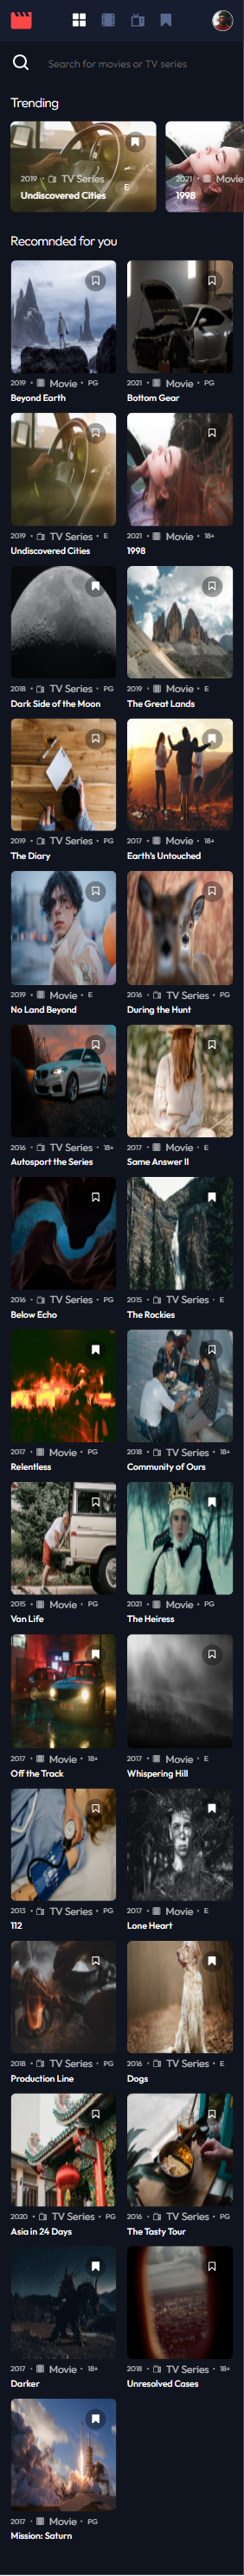 Search for movies or TV series
Trending
2019 • TV Series
E
Undiscovered Cities
2021 • Movie
1998
Recomnded for you
2019 • Movie • PG
Beyond Earth
2021 • Movie • PG
Bottom Gear
2019 • TV Series • E
Undiscovered Cities
2021 • Movie • 18+
1998
2018 • TV Series • PG
Dark Side of the Moon
2019 • Movie • E
The Great Lands
2019 • TV Series • PG
The Diary
2017 • Movie • 18+
Earth's Untouched
2019 • Movie • E
No Land Beyond
2016 • TV Series • PG
During the Hunt
2016 • TV Series • 18+
Autosport the Series
2017 • Movie • E
Same Answer II
2016 • TV Series • PG
Below Echo
2015 • TV Series • E
The Rockies
2017 • Movie • PG
Relentless
2018 • TV Series • 18+
Community of Ours
2015 • Movie • PG
Van Life
2021 • Movie • PG
The Heiress
2017 • Movie • 18+
Off the Track
2017 • Movie • E
Whispering Hill
2013 • TV Series • PG
112
2017 • Movie • E
Lone Heart
2018 • TV Series • PG
Production Line
2016 • TV Series • E
Dogs
2020 • TV Series • PG
Asia in 24 Days
2016 • TV Series • PG
The Tasty Tour
2017 • Movie • 18+
Darker
2018 • TV Series • 18+
Unresolved Cases
2017 • Movie • PG
Mission: Saturn